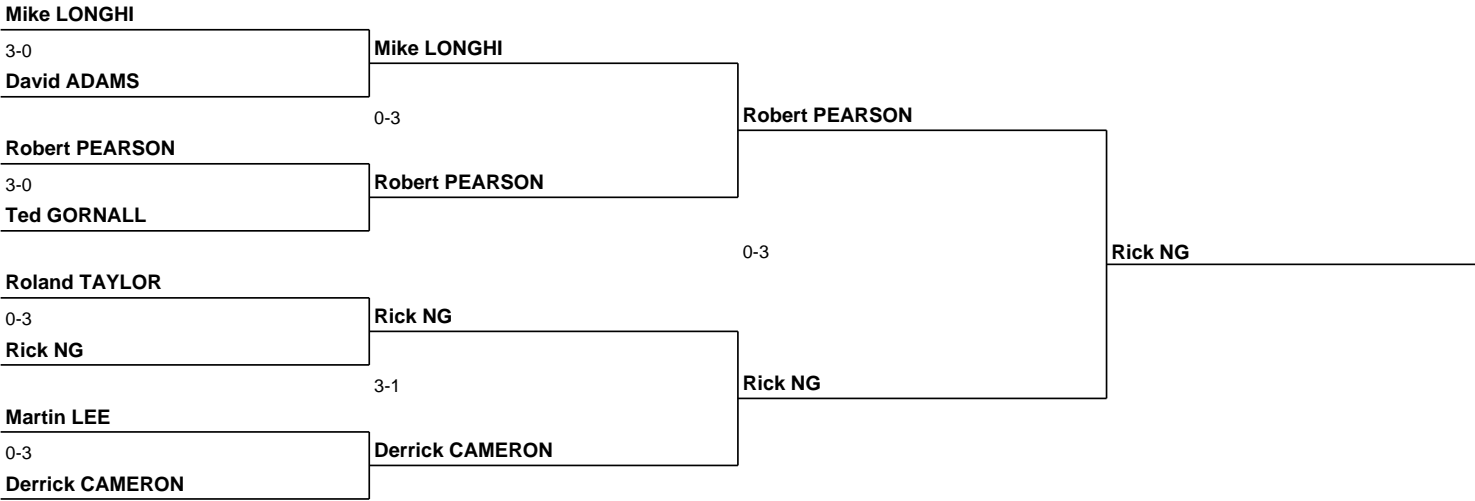 Mike LONGHI
3-0
David ADAMS
Robert PEARSON
3-0
Ted GORNALL
Roland TAYLOR
0-3
Rick NG
Martin LEE
0-3
Derrick CAMERON
Mike LONGHI
0-3
Robert PEARSON
Rick NG
3-1
Derrick CAMERON
Robert PEARSON
0-3
Rick NG
Rick NG